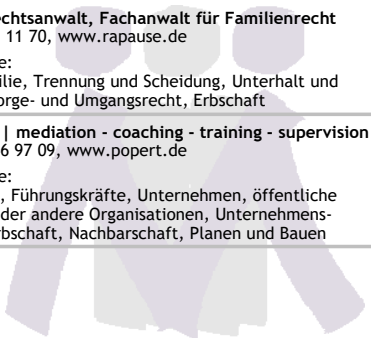 chtsanwalt, Fachanwalt für Familienrecht
11 70, www.rapause.de
e:
ilie, Trennung und Scheidung, Unterhalt und
orge- und Umgangsrecht, Erbschaft
| mediation - coaching - training - supervision
6 97 09, www.popert.de
e:
, Führungskräfte, Unternehmen, öffentliche
der andere Organisationen, Unternehmens-
rbschaft, Nachbarschaft, Planen und Bauen